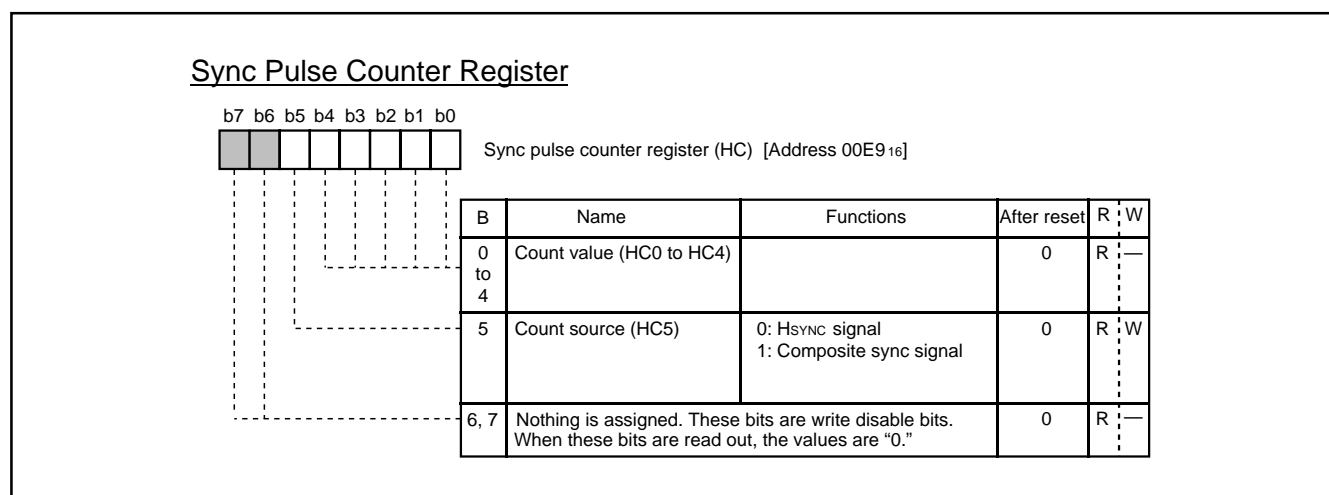 Sync Pulse Counter Register
b7 b6 b5 b4 b3 b2 b1 b0
Sync pulse counter register (HC) [Address 00E916]
B Name Functions After reset R W
0 to 4 Count value (HC0 to HC4) 0 R —
5 Count source (HC5) 0: HSYNC signal 0 R W
1: Composite sync signal
6, 7 Nothing is assigned. These bits are write disable bits. 0 R —
When these bits are read out, the values are “0.”